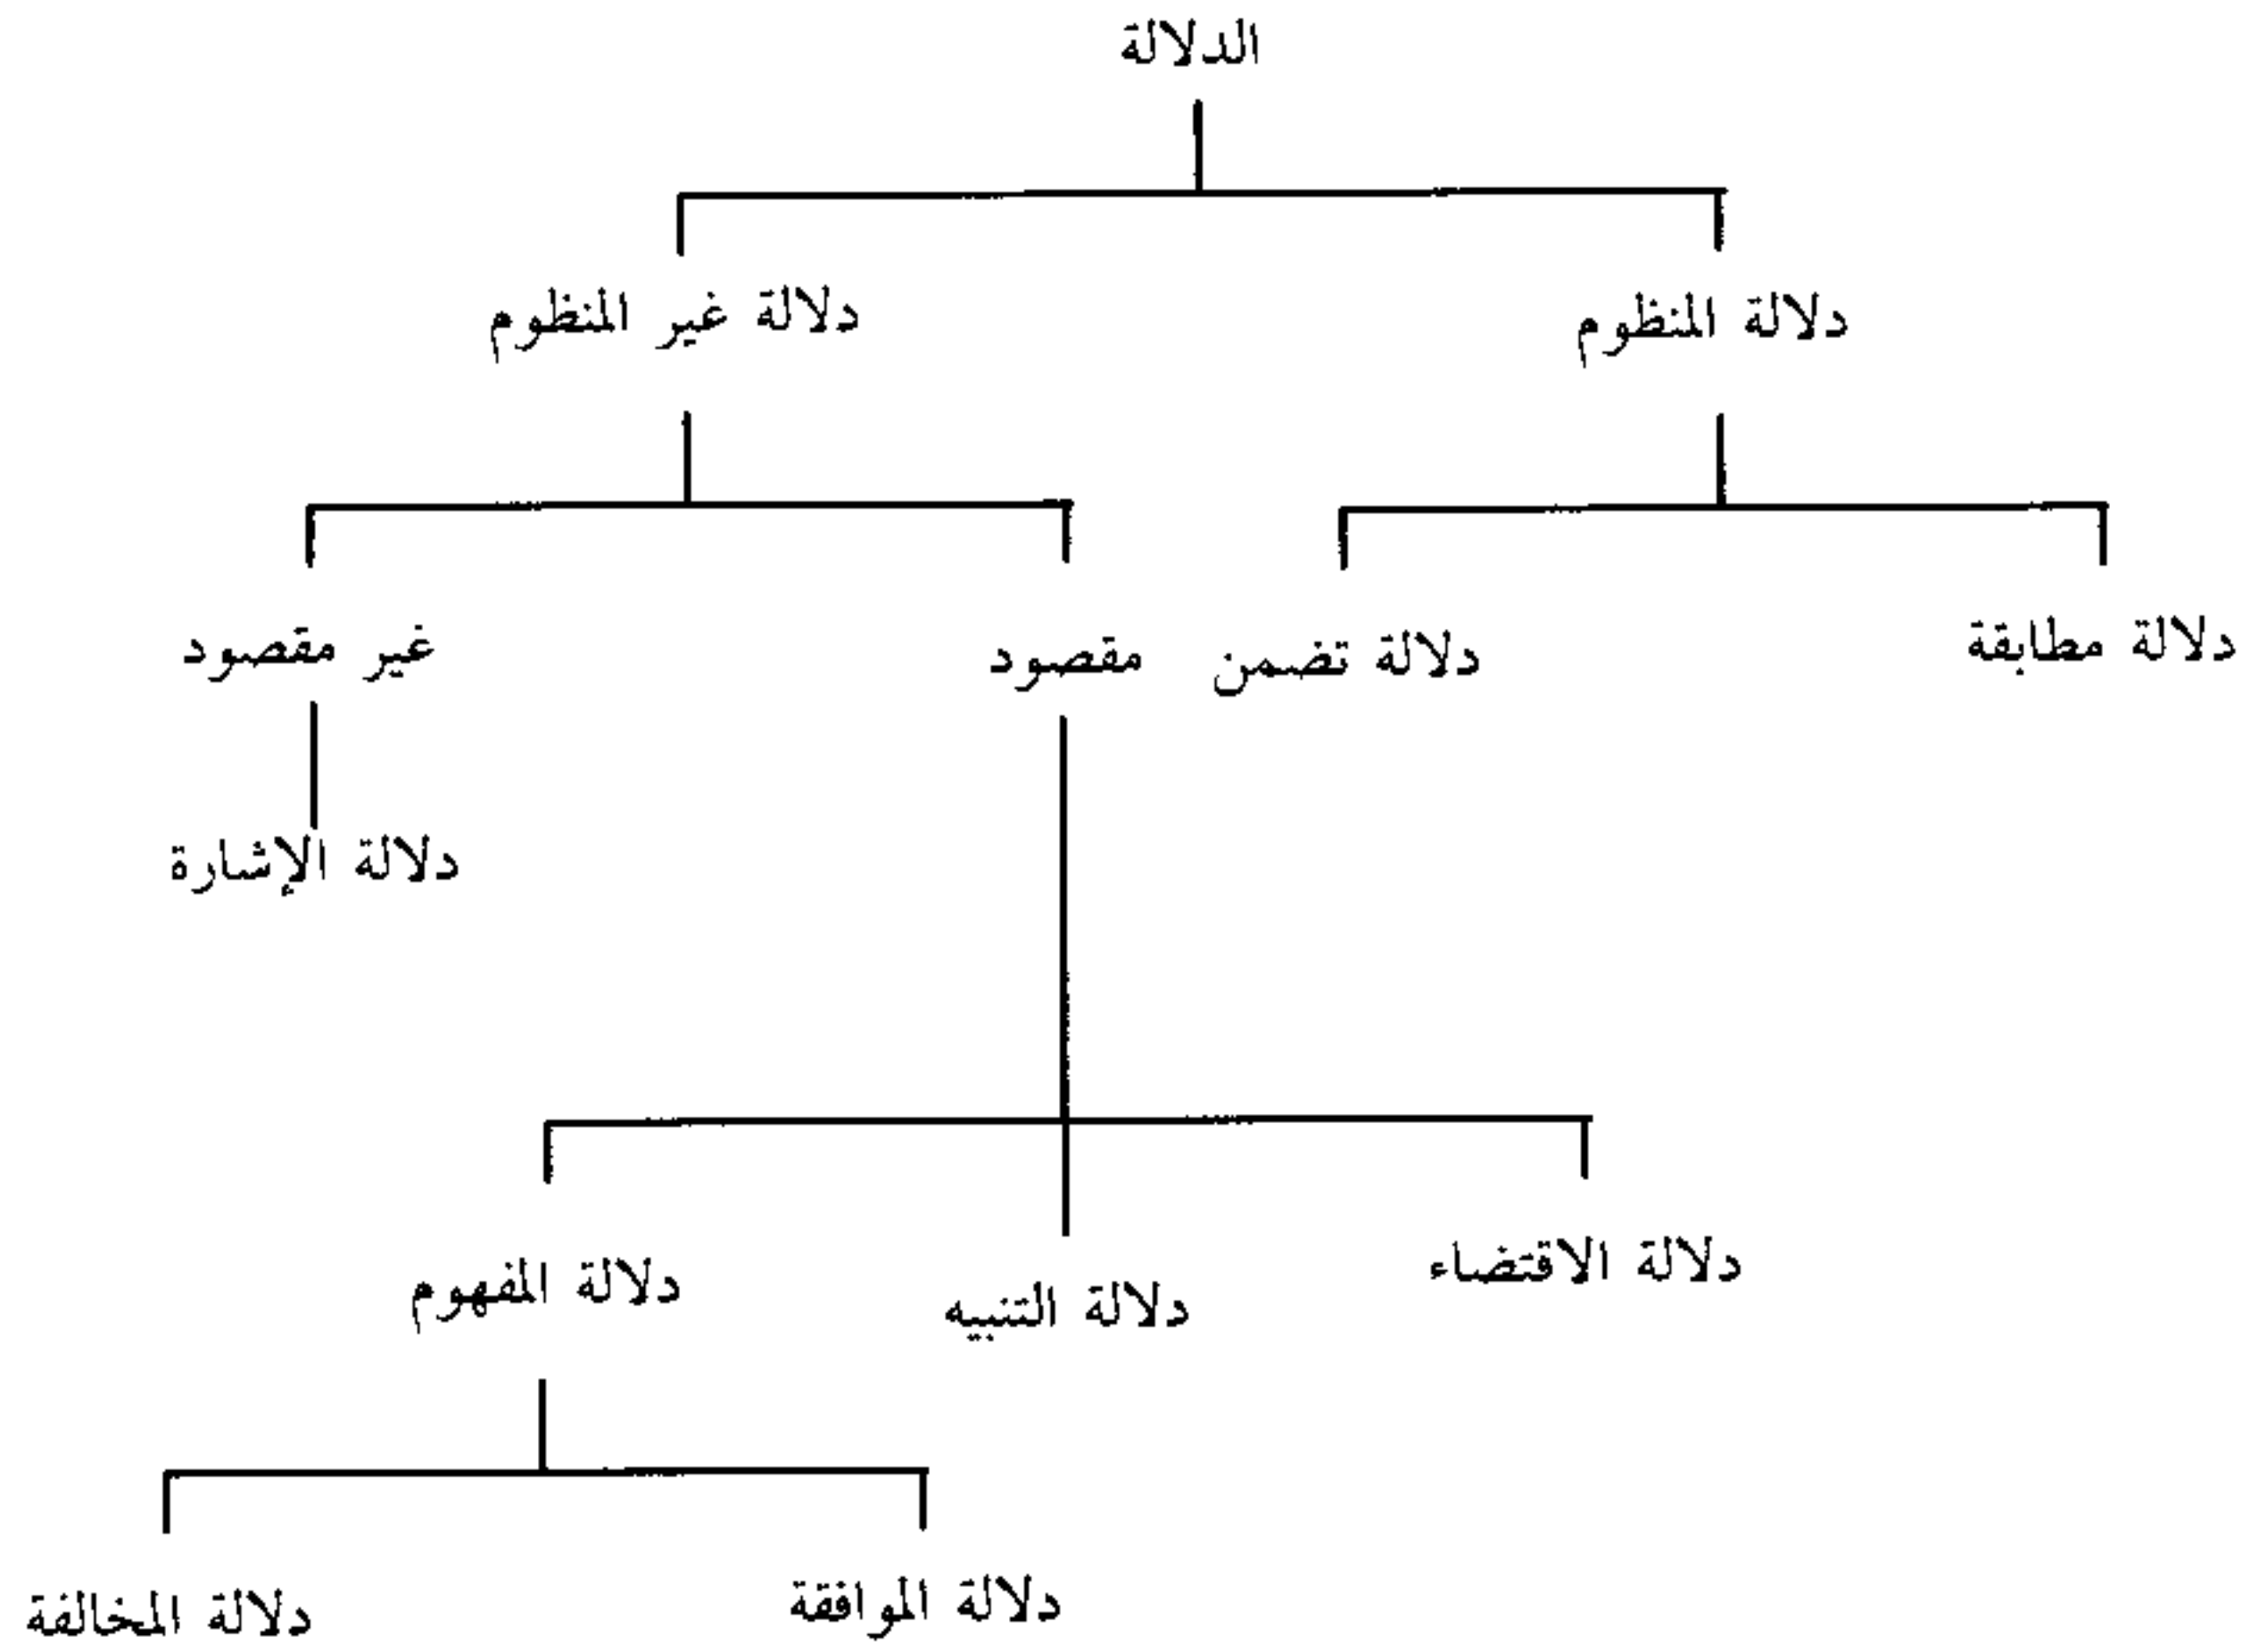 الدلالة
دلالة المنظوم
دلالة غير المنظوم
دلالة مطابقة
دلالة تضمن
مقصود
غير مقصود
دلالة الإشارة
دلالة الاقتضاء
دلالة التنبيه
دلالة المفهوم
دلالة الموافقة
دلالة المخالفة